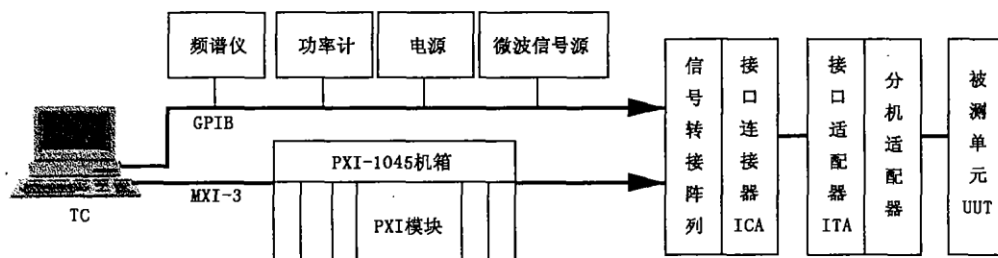 频谱仪
功率计
电源
微波信号源
GPIB
TC
MXI-3
PXI-1045机箱
PXI模块
信号转接阵列
接口连接器ICA
接口适配器ITA
分机适配器
被测单元UUT